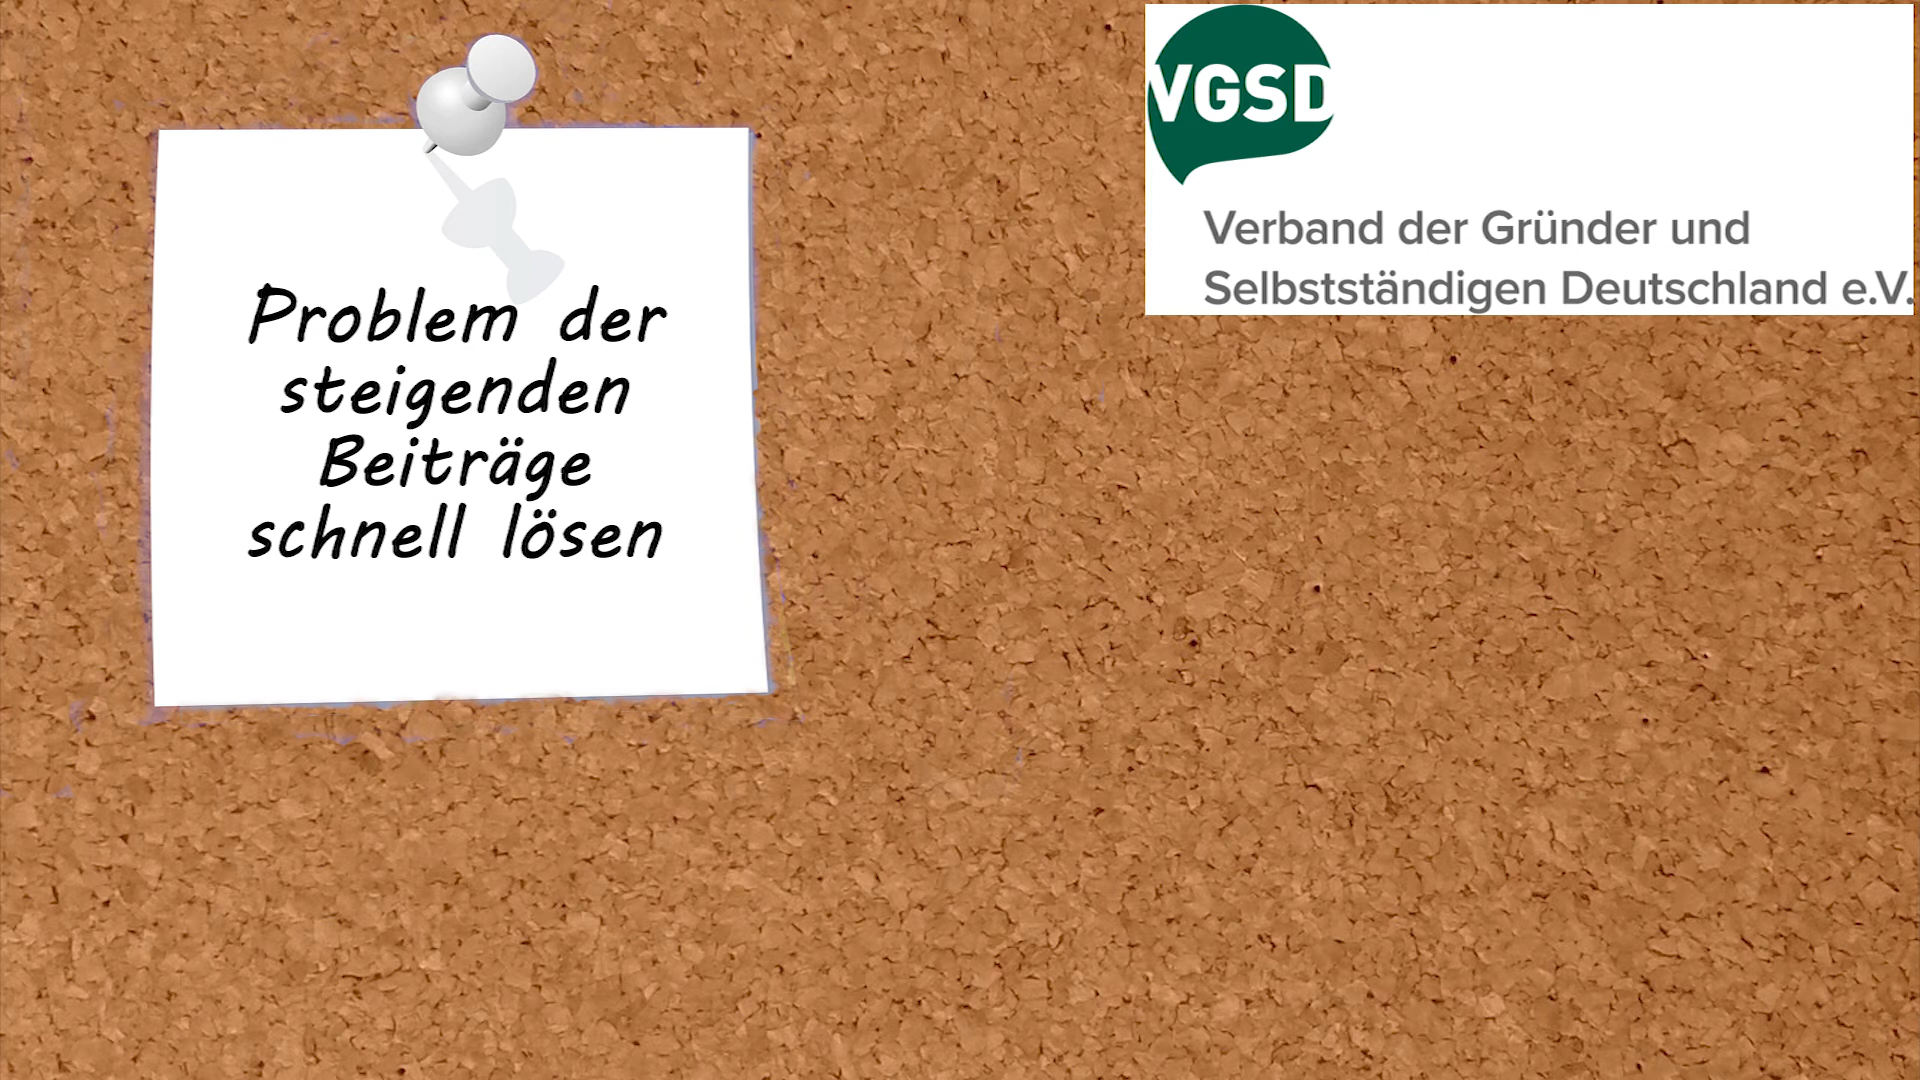 Problem der
steigenden
Beiträge
schnell lösen
VGSD
Verband der Gründer und
Selbstständigen Deutschland e.V.